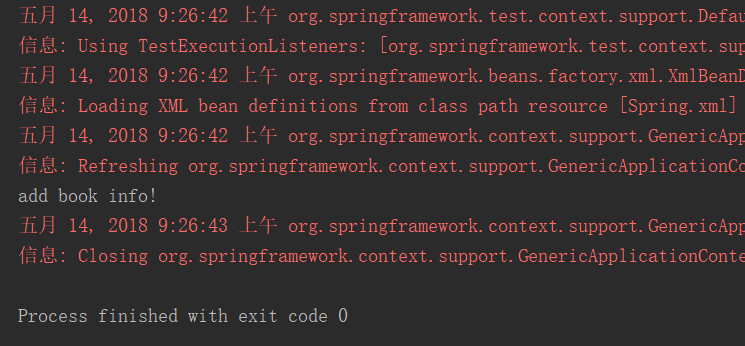 五月 14, 2018 9:26:42 上午 org.springframework.test.context.support.Defau
信息: Using TestExecutionListeners: [org.springframework.test.context.sup
五月 14, 2018 9:26:42 上午 org.springframework.beans.factory.xml.XmlBeanD
信息: Loading XML bean definitions from class path resource [Spring.xml]
五月 14, 2018 9:26:42 上午 org.springframework.context.support.GenericApp
信息: Refreshing org.springframework.context.support.GenericApplicationCo
add book info!
五月 14, 2018 9:26:43 上午 org.springframework.context.support.GenericApp
信息: Closing org.springframework.context.support.GenericApplicationConte
Process finished with exit code 0